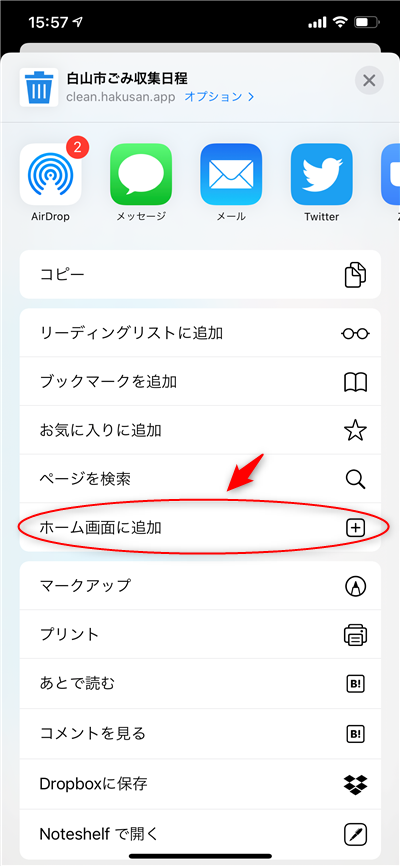 15:57
白山市ごみ収集日程
clean.hakusan.app オプション >
2
AirDrop
メッセージ
メール
Twitter
コピー
リーディングリストに追加
ブックマークを追加
お気に入りに追加
ページを検索
ホーム画面に追加
マークアップ
プリント
あとで読む B!
コメントを見る B!
Dropboxに保存
Noteshelf で開く